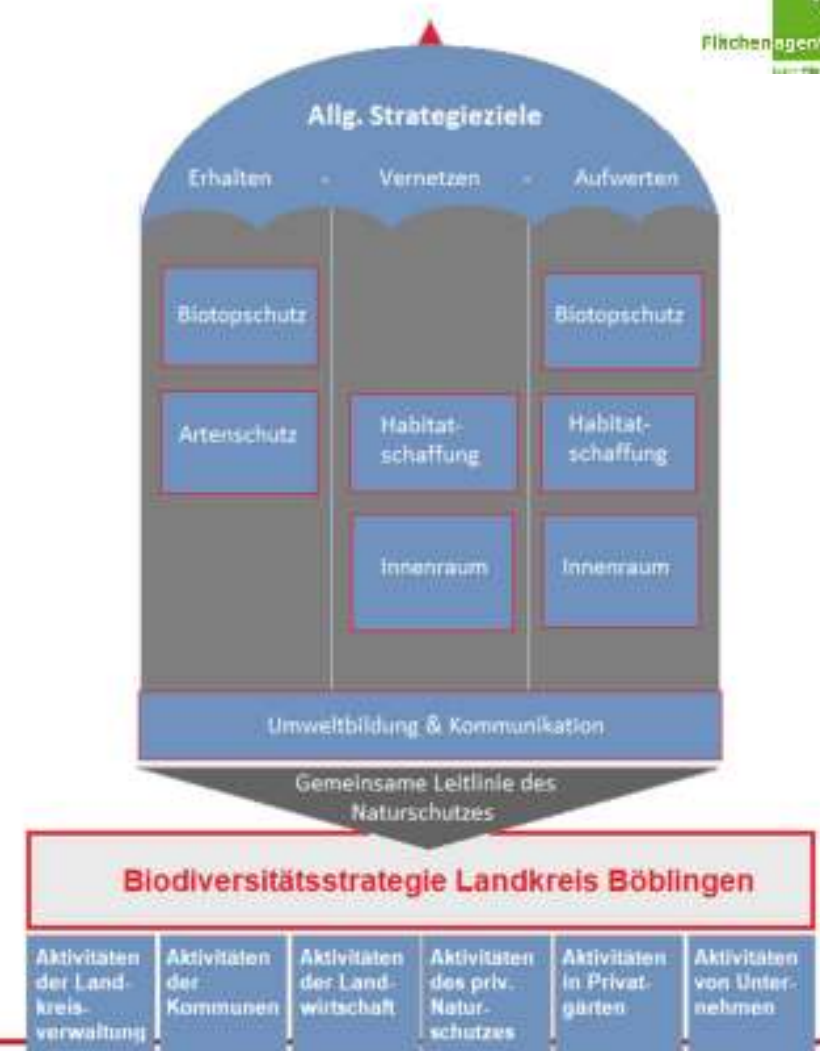 Flächenagent
Allg. Strategieziele
Erhalten - Vernetzen - Aufwerten
Biotopschutz
Biotopschutz
Artenschutz
Habitat-
schaffung
Habitat-
schaffung
Innenraum
Innenraum
Umweltbildung & Kommunikation
Gemeinsame Leitlinie des
Naturschutzes
Biodiversitätsstrategie Landkreis Böblingen
Aktivitäten
der Land-
kreis-
verwaltung
Aktivitäten
der
Kommunen
Aktivitäten
der Land-
wirtschaft
Aktivitäten
des priv.
Natur-
schutzes
Aktivitäten
in Privat-
gärten
Aktivitäten
von Unter-
nehmen